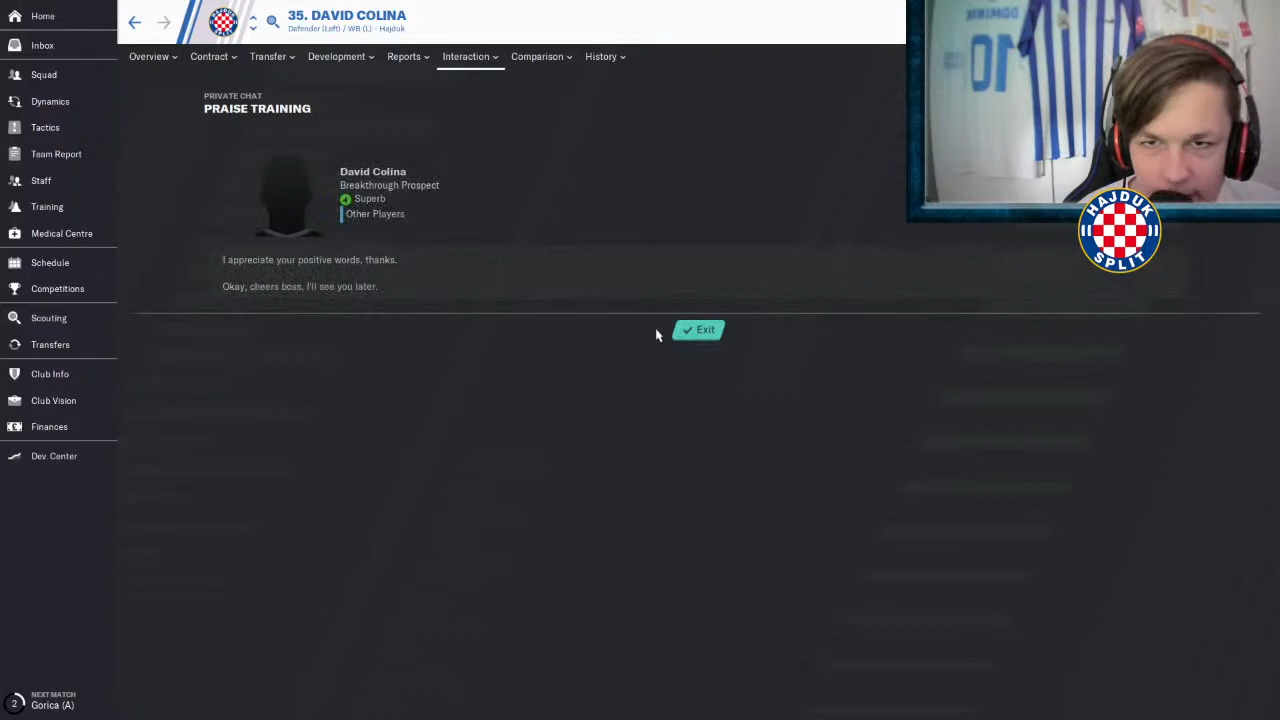 Home
Inbox
Squad
Dynamics
Tactics
Team Report
Staff
Training
Medical Centre
Schedule
Competitions
Scouting
Transfers
Club Info
Club Vision
Finances
Dev. Center
2
NEXT MATCH
Gorica (A)
35. DAVID COLINA
Defender (Left) / WB (L) - Hajduk
Overview
Contract
Transfer
Development
Reports
Interaction
Comparison
History
PRIVATE CHAT
PRAISE TRAINING
David Colina
Breakthrough Prospect
Superb
Other Players
I appreciate your positive words, thanks.
Okay, cheers boss, I'll see you later.
Exit
DOMINIK
10
HAJDUK
SPLIT